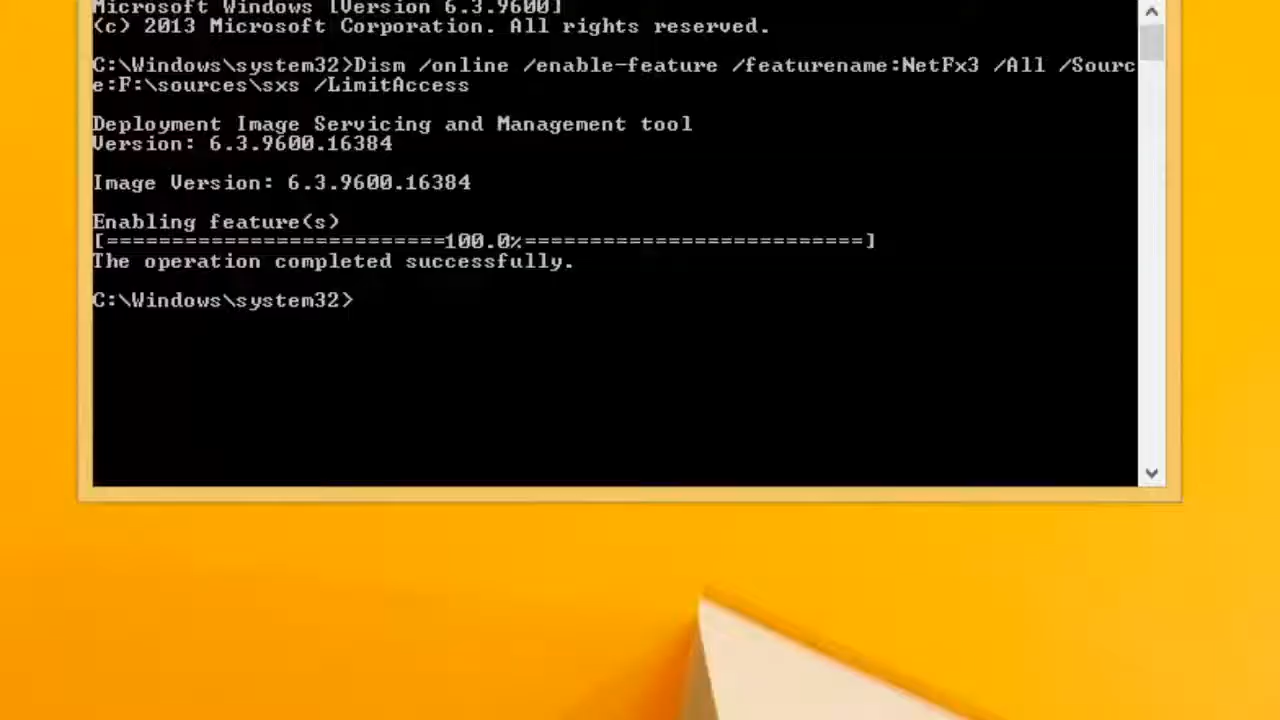 Microsoft Windows [Version 6.3.9600]
(c) 2013 Microsoft Corporation. All rights reserved.
C:\Windows\system32>Dism /online /enable-feature /featurename:NetFx3 /All /Sourc
e:F:\sources\sxs /LimitAccess
Deployment Image Servicing and Management tool
Version: 6.3.9600.16384
Image Version: 6.3.9600.16384
Enabling feature(s)
[==========================100.0%==========================]
The operation completed successfully.
C:\Windows\system32>